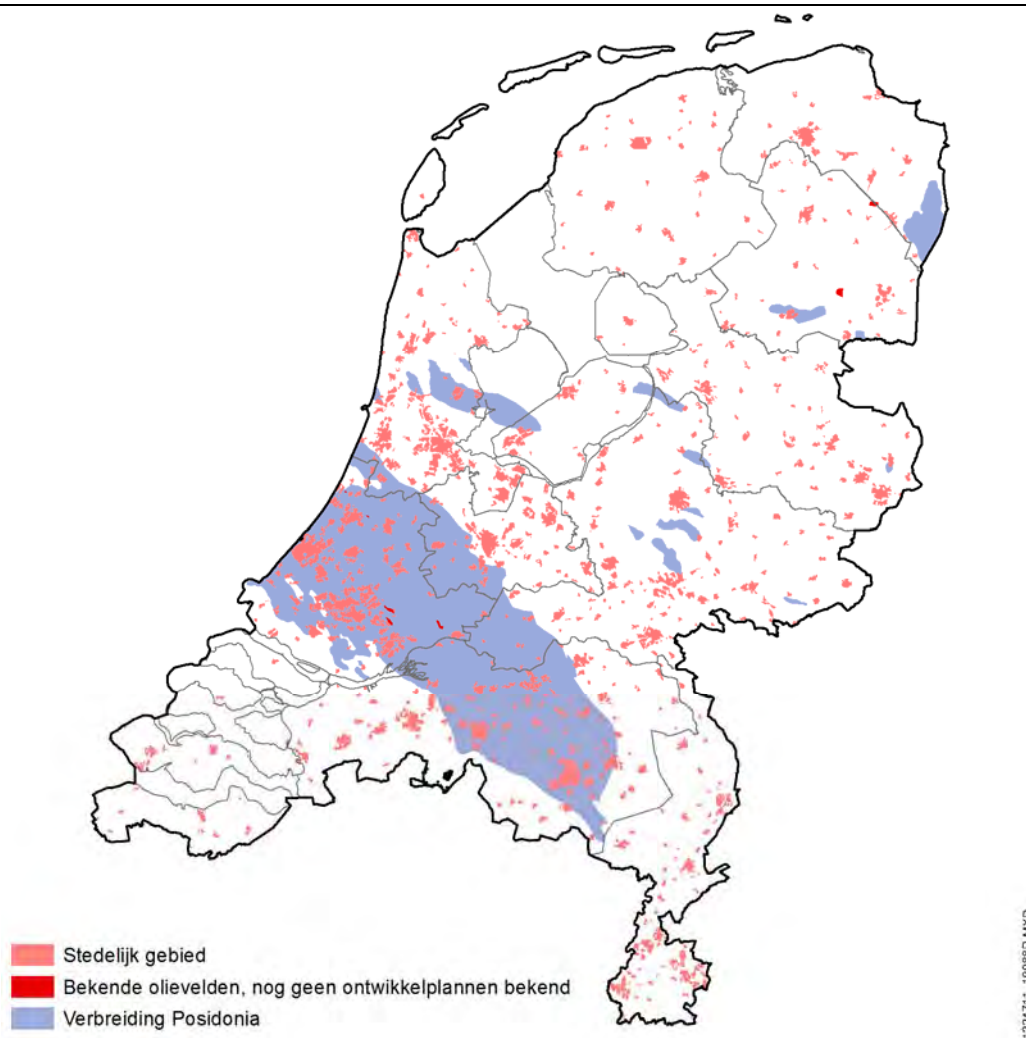 Stedelijk gebied
Bekende olievelden, nog geen ontwikkelplannen bekend
Verbreiding Posidonia